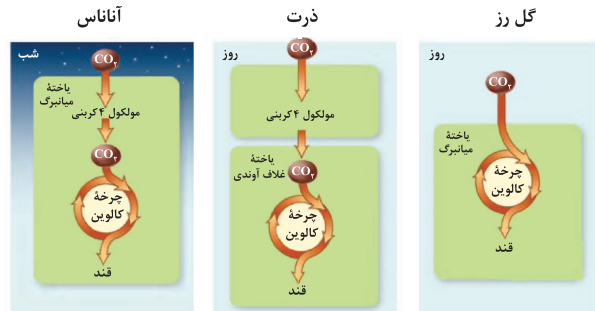 گل رز
روز
CO۲
یاختهٔ
میانبرگ
چرخهٔ
کالوین
قند
ذرت
روز
CO۲
مولکول ۴ کربنی
یاختهٔ
غلاف آوندی
CO۲
چرخهٔ
کالوین
قند
آناناس
شب
CO۲
یاختهٔ
میانبرگ
مولکول ۴ کربنی
CO۲
چرخهٔ
کالوین
قند